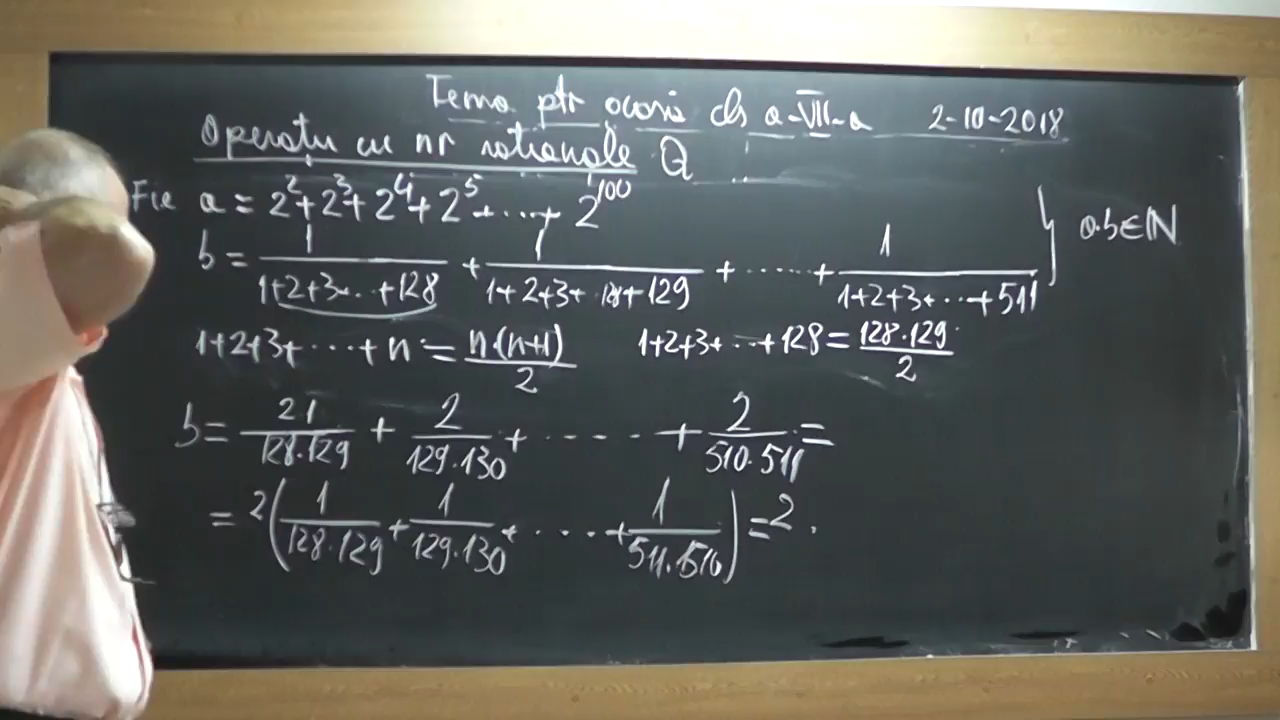 Tema ptr acasă cls a-VII-a 2-10-2018
Operații cu nr raționale Q
Fie a = 2² + 2³ + 2⁴ + 2⁵ + ... + 2¹⁰⁰
b = 1/(1+2+3+...+128) + 1/(1+2+3+...+129) + ...... + 1/(1+2+3+...+511) } a·b∈ℕ
1+2+3+...+n = n·(n+1)/2 1+2+3+...+128 = 128·129/2
b = 2·1/(128·129) + 2/(129·130) + ...... + 2/(510·511) =
= 2(1/(128·129) + 1/(129·130) + .... + 1/(511·510)) = 2·